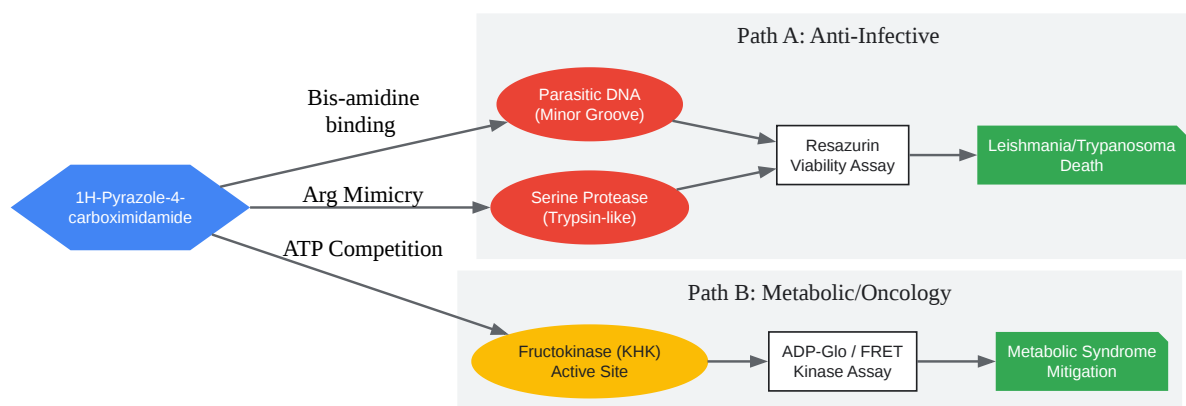 Path A: Anti-Infective
Bis-amidine
binding
Parasitic DNA
(Minor Groove)
Resazurin
Viability Assay
Leishmania/Trypanosoma
Death
1H-Pyrazole-4-
carboximidamide
Arg Mimicry
Serine Protease
(Trypsin-like)
ATP Competition
Path B: Metabolic/Oncology
Fructokinase (KHK)
Active Site
ADP-Glo / FRET
Kinase Assay
Metabolic Syndrome
Mitigation